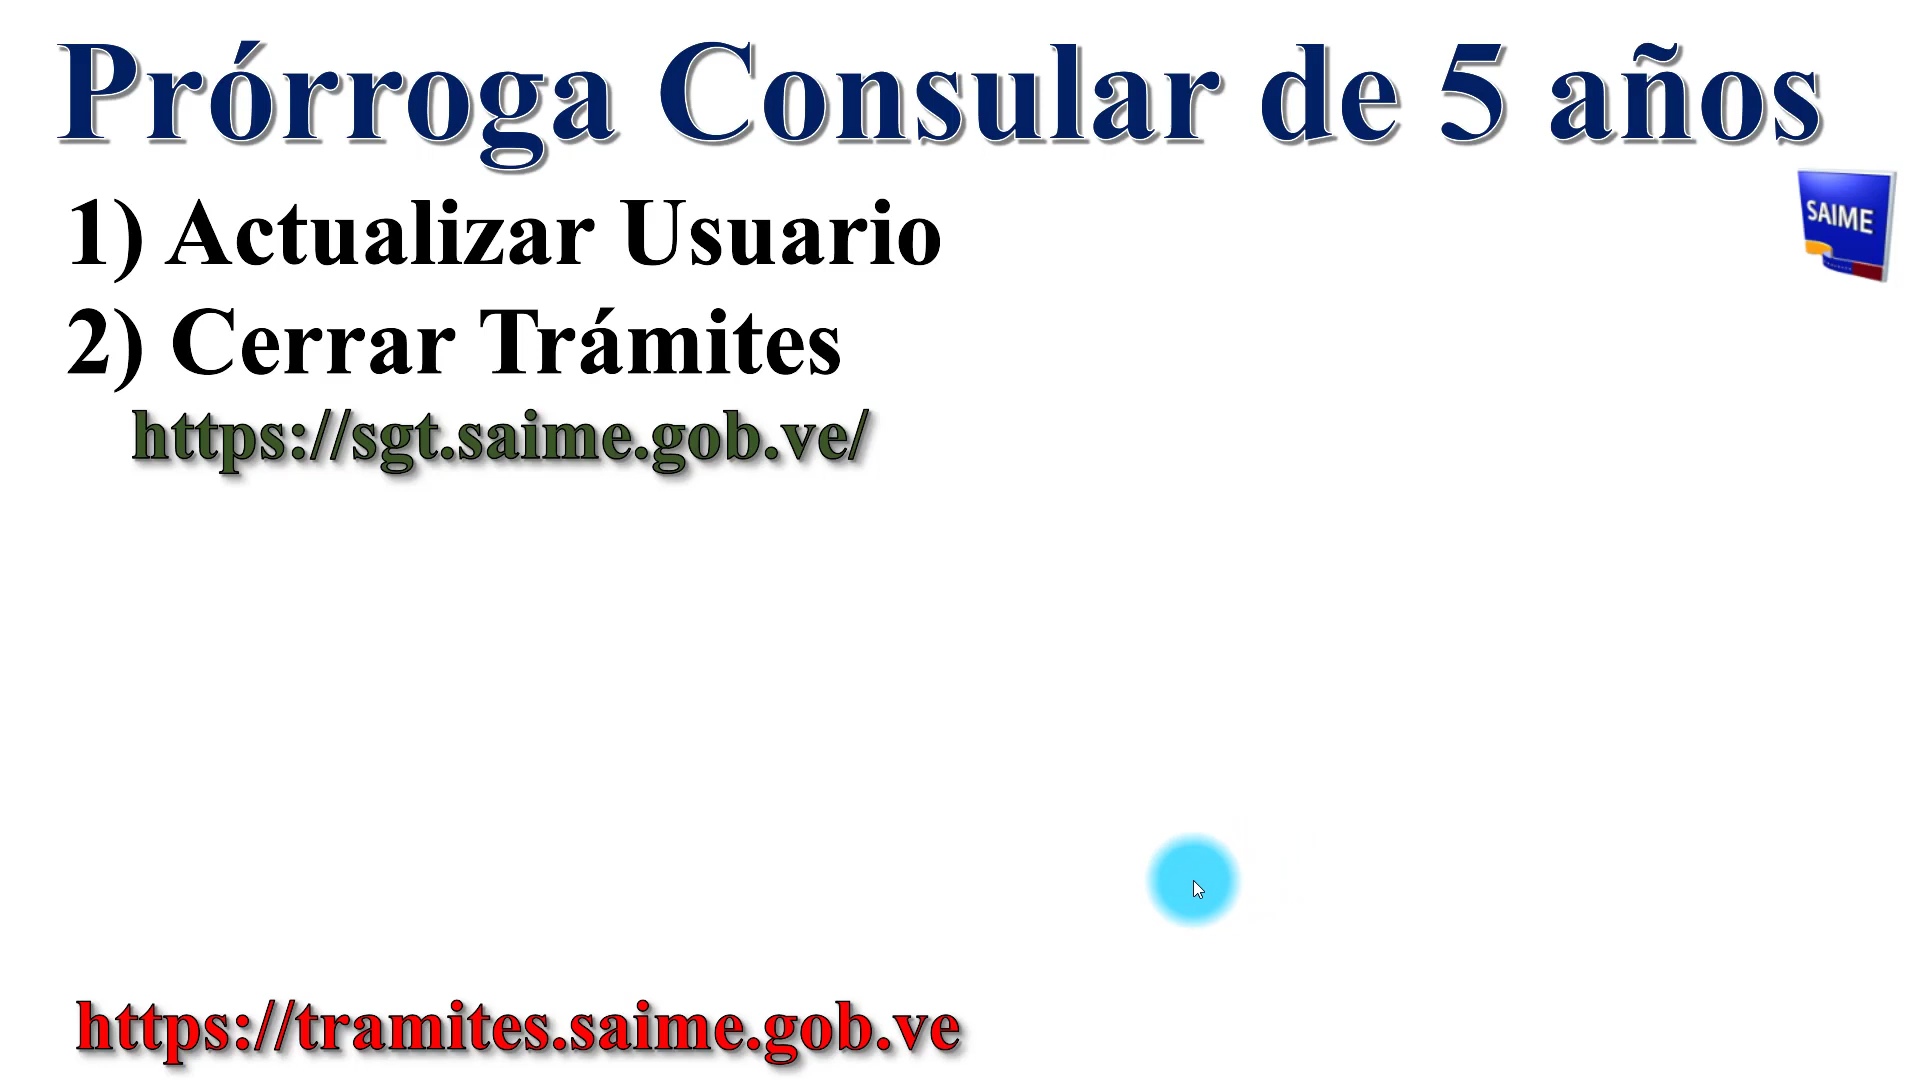 Prórroga Consular de 5 años
1) Actualizar Usuario
SAIME
2) Cerrar Trámites
https://sgt.saime.gob.ve/
https://tramites.saime.gob.ve